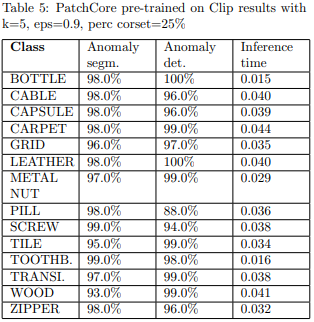 Table 5: PatchCore pre-trained on Clip results with
k=5, eps=0.9, perc corset=25%
Class Anomaly segm. Anomaly det. Inference time
BOTTLE 98.0% 100% 0.015
CABLE 98.0% 96.0% 0.040
CAPSULE 98.0% 96.0% 0.039
CARPET 98.0% 99.0% 0.044
GRID 96.0% 97.0% 0.035
LEATHER 98.0% 100% 0.040
METAL NUT 97.0% 99.0% 0.029
PILL 98.0% 88.0% 0.036
SCREW 99.0% 94.0% 0.038
TILE 95.0% 99.0% 0.034
TOOTHB. 99.0% 98.0% 0.016
TRANSI. 97.0% 99.0% 0.038
WOOD 93.0% 99.0% 0.041
ZIPPER 98.0% 96.0% 0.032